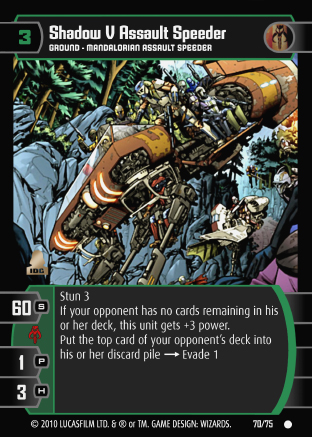 3
Shadow V Assault Speeder
GROUND - MANDALORIAN ASSAULT SPEEDER
IDG
60 S
1 P
3 H
Stun 3
If your opponent has no cards remaining in his
or her deck, this unit gets +3 power.
Put the top card of your opponent's deck into
his or her discard pile → Evade 1
© 2010 LUCASFILM LTD. & ® or TM. GAME DESIGN: WIZARDS. 70/75